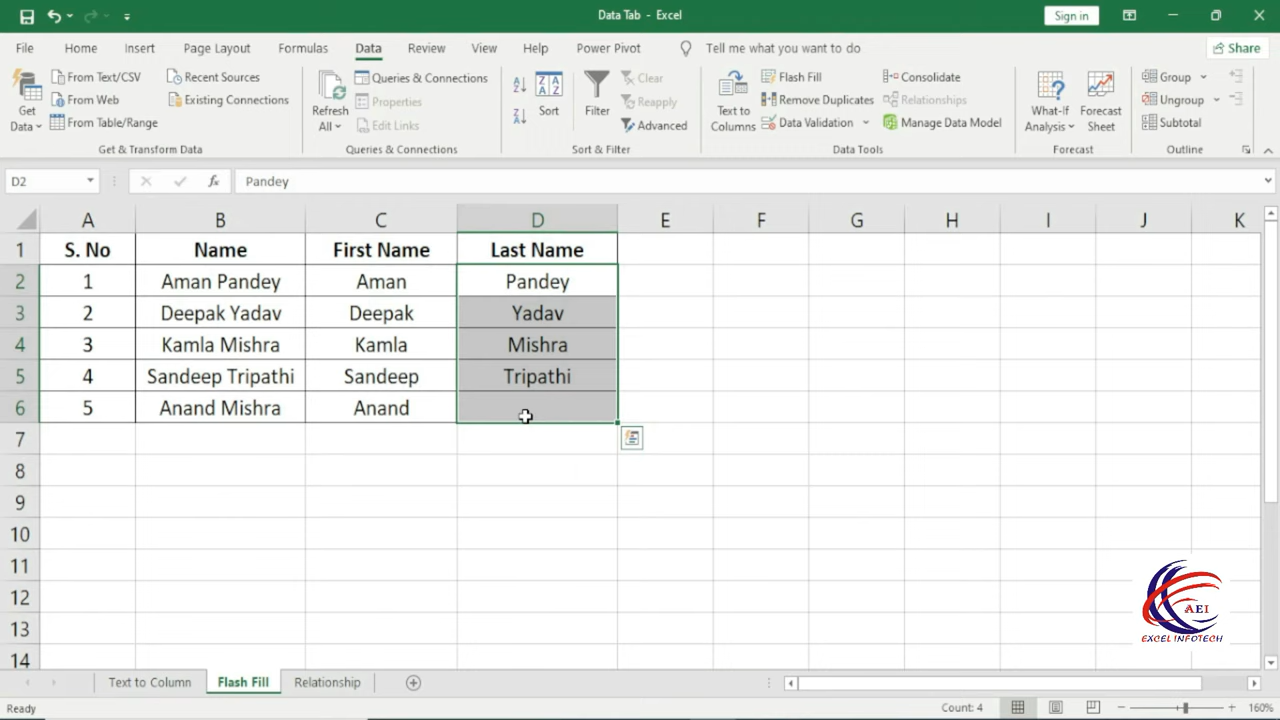 Data Tab - Excel
Sign in
File Home Insert Page Layout Formulas Data Review View Help Power Pivot Tell me what you want to do Share
Get Data
From Text/CSV
From Web
From Table/Range
Recent Sources
Existing Connections
Get & Transform Data
Refresh All
Queries & Connections
Properties
Edit Links
Queries & Connections
Sort
Filter
Clear
Reapply
Advanced
Sort & Filter
Text to Columns
Flash Fill
Remove Duplicates
Data Validation
Consolidate
Relationships
Manage Data Model
Data Tools
What-If Analysis
Forecast Sheet
Forecast
Group
Ungroup
Subtotal
Outline
D2 fx Pandey
A B C D E F G H I J K
1 S. No Name First Name Last Name
2 1 Aman Pandey Aman Pandey
3 2 Deepak Yadav Deepak Yadav
4 3 Kamla Mishra Kamla Mishra
5 4 Sandeep Tripathi Sandeep Tripathi
6 5 Anand Mishra Anand
7
8
9
10
11
12
13
14
AEI
EXCEL INFOTECH
Text to Column Flash Fill Relationship
Ready Count: 4 160%